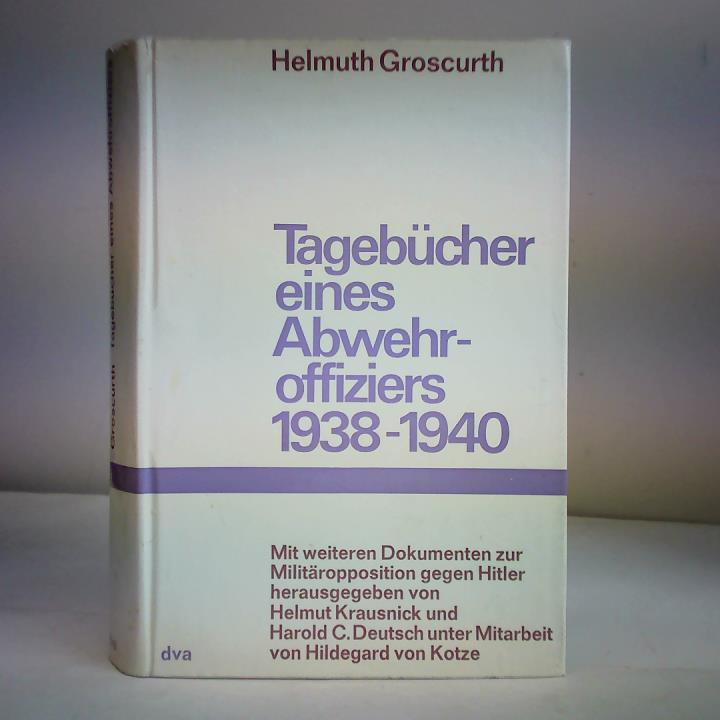 Helmuth Groscurth
Tagebücher
eines
Abwehr-
offiziers
1938-1940
Mit weiteren Dokumenten zur
Militäropposition gegen Hitler
herausgegeben von
Helmut Krausnick und
Harold C. Deutsch unter Mitarbeit
von Hildegard von Kotze
dva
Groscurth Tagebücher eines Abwehroffiziers